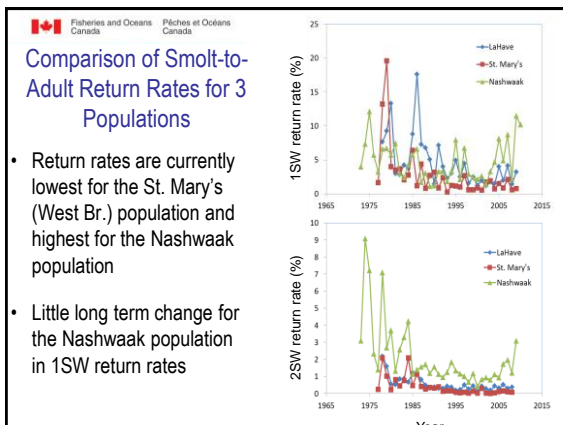 Fisheries and Oceans Pêches et Océans
Canada Canada
Comparison of Smolt-to-
Adult Return Rates for 3
Populations
• Return rates are currently
lowest for the St. Mary's
(West Br.) population and
highest for the Nashwaak
population
• Little long term change for
the Nashwaak population
in 1SW return rates
1SW return rate (%)
25
20
15
10
5
0
1965 1975 1985 1995 2005 2015
LaHave
St. Mary's
Nashwaak
2SW return rate (%)
10
9
8
7
6
5
4
3
2
1
0
1965 1975 1985 1995 2005 2015
LaHave
St. Mary's
Nashwaak
Year